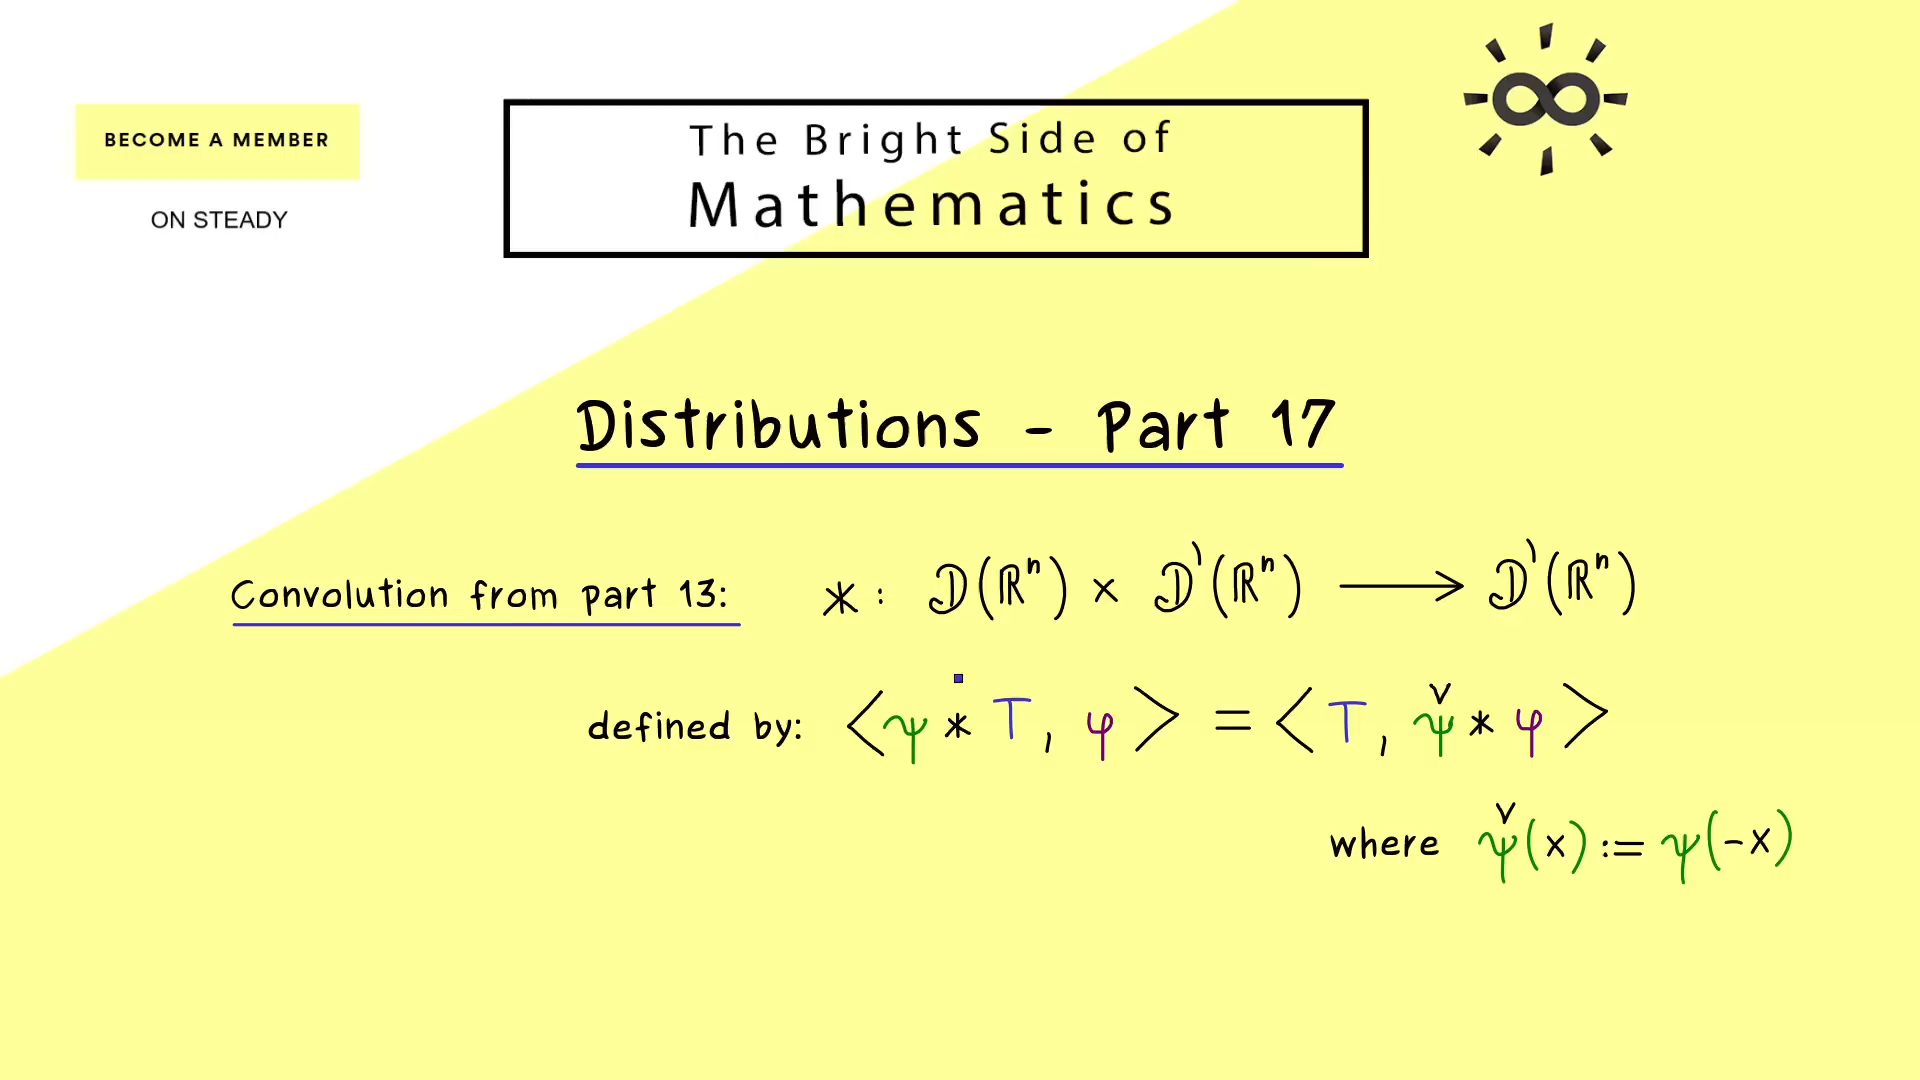 BECOME A MEMBER
ON STEADY
The Bright Side of
Mathematics
Distributions - Part 17
Convolution from part 13: * : 𝒟(ℝⁿ) × 𝒟'(ℝⁿ) ⟶ 𝒟'(ℝⁿ)
defined by: ⟨ψ * T, φ⟩ = ⟨T, ψ̌ * φ⟩
where ψ̌(x) := ψ(-x)